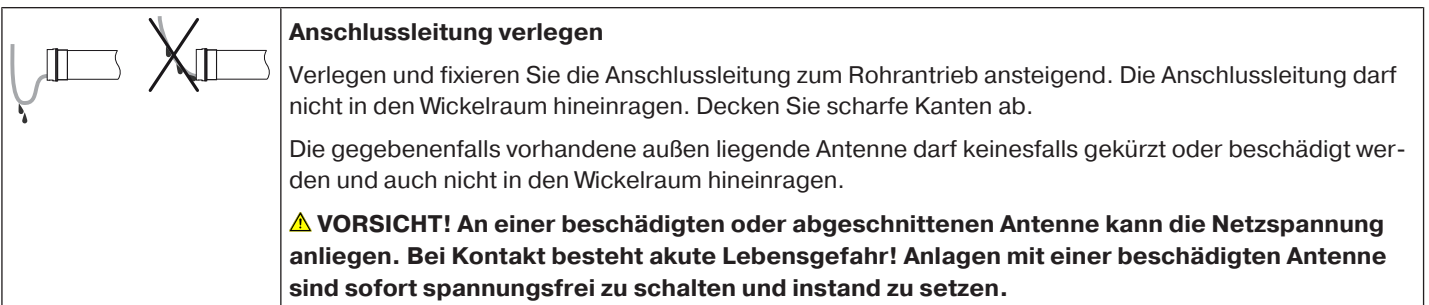 Anschlussleitung verlegen
Verlegen und fixieren Sie die Anschlussleitung zum Rohrantrieb ansteigend. Die Anschlussleitung darf
nicht in den Wickelraum hineinragen. Decken Sie scharfe Kanten ab.
Die gegebenenfalls vorhandene außen liegende Antenne darf keinesfalls gekürzt oder beschädigt wer-
den und auch nicht in den Wickelraum hineinragen.
VORSICHT! An einer beschädigten oder abgeschnittenen Antenne kann die Netzspannung
anliegen. Bei Kontakt besteht akute Lebensgefahr! Anlagen mit einer beschädigten Antenne
sind sofort spannungsfrei zu schalten und instand zu setzen.